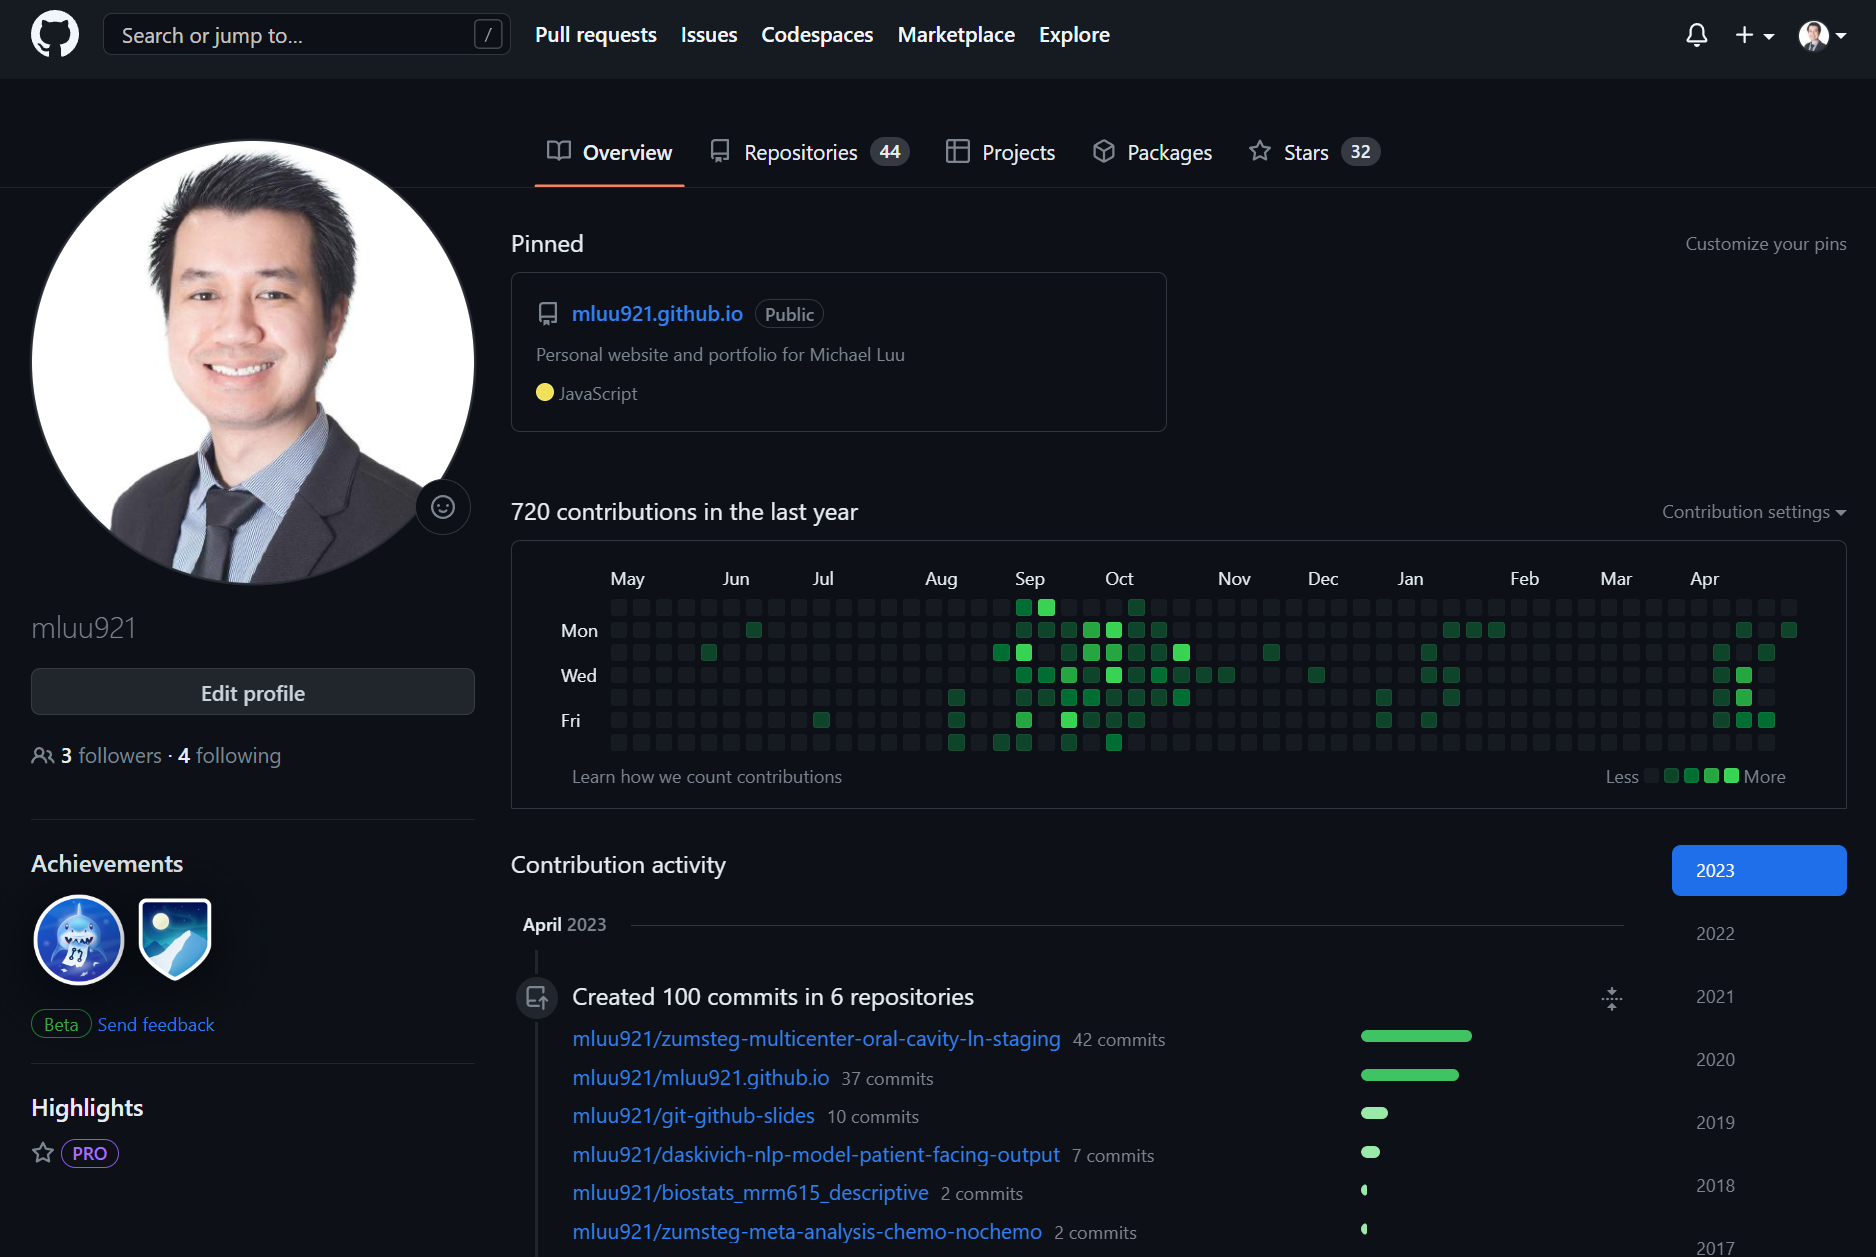 Search or jump to... / Pull requests Issues Codespaces Marketplace Explore
Overview Repositories 44 Projects Packages Stars 32
Pinned Customize your pins
mluu921.github.io Public
Personal website and portfolio for Michael Luu
JavaScript
mluu921
Edit profile
3 followers · 4 following
Achievements
Beta Send feedback
Highlights
PRO
720 contributions in the last year Contribution settings
May Jun Jul Aug Sep Oct Nov Dec Jan Feb Mar Apr
Mon
Wed
Fri
Learn how we count contributions Less More
Contribution activity
April 2023
Created 100 commits in 6 repositories
mluu921/zumsteg-multicenter-oral-cavity-ln-staging 42 commits
mluu921/mluu921.github.io 37 commits
mluu921/git-github-slides 10 commits
mluu921/daskivich-nlp-model-patient-facing-output 7 commits
mluu921/biostats_mrm615_descriptive 2 commits
mluu921/zumsteg-meta-analysis-chemo-nochemo 2 commits
2023
2022
2021
2020
2019
2018
2017